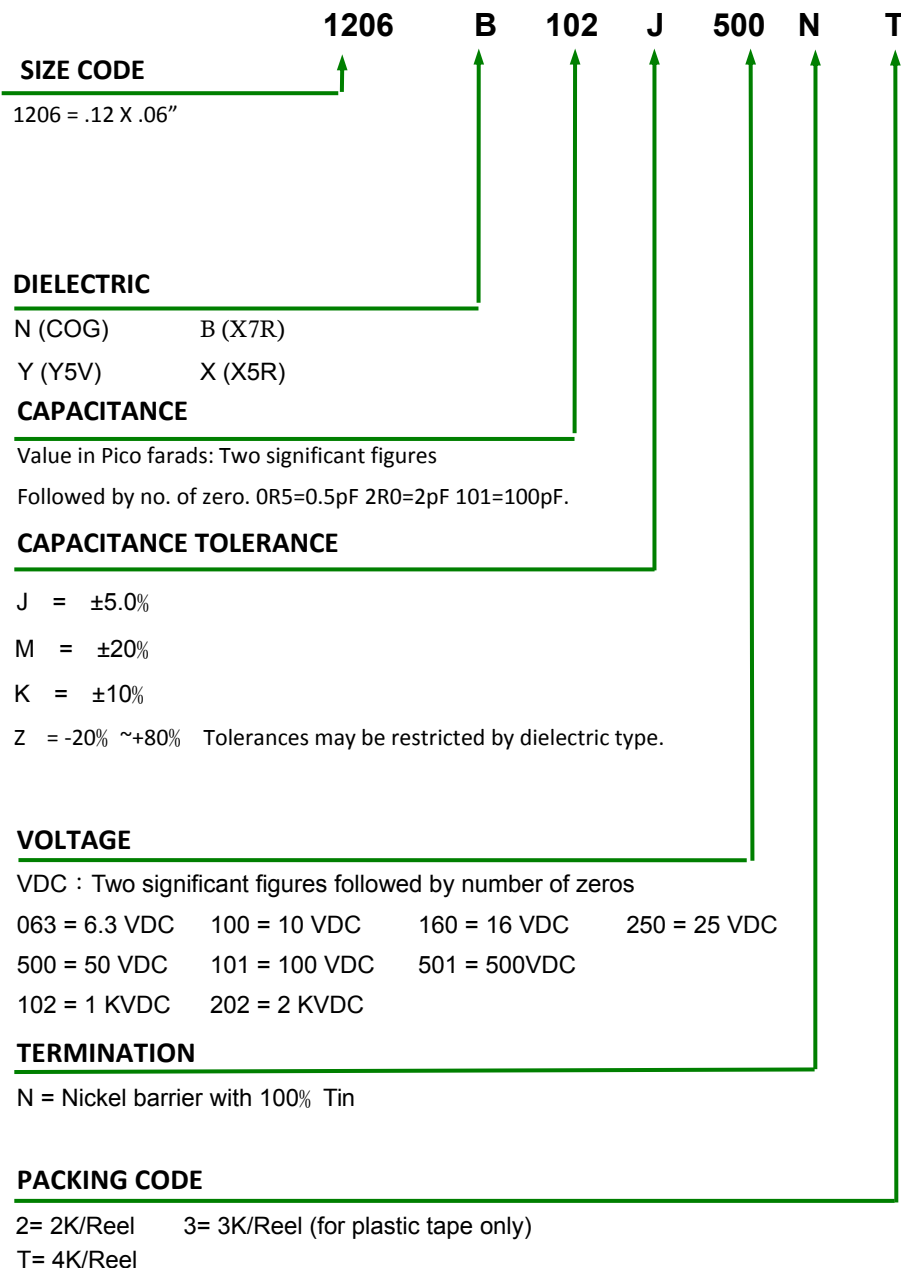 1206 B 102 J 500 N T
SIZE CODE
1206 = .12 X .06”
DIELECTRIC
N (COG) B (X7R)
Y (Y5V) X (X5R)
CAPACITANCE
Value in Pico farads: Two significant figures
Followed by no. of zero. 0R5=0.5pF 2R0=2pF 101=100pF.
CAPACITANCE TOLERANCE
J = ±5.0%
M = ±20%
K = ±10%
Z = -20% ~+80% Tolerances may be restricted by dielectric type.
VOLTAGE
VDC：Two significant figures followed by number of zeros
063 = 6.3 VDC 100 = 10 VDC 160 = 16 VDC 250 = 25 VDC
500 = 50 VDC 101 = 100 VDC 501 = 500VDC
102 = 1 KVDC 202 = 2 KVDC
TERMINATION
N = Nickel barrier with 100% Tin
PACKING CODE
2= 2K/Reel 3= 3K/Reel (for plastic tape only)
T= 4K/Reel